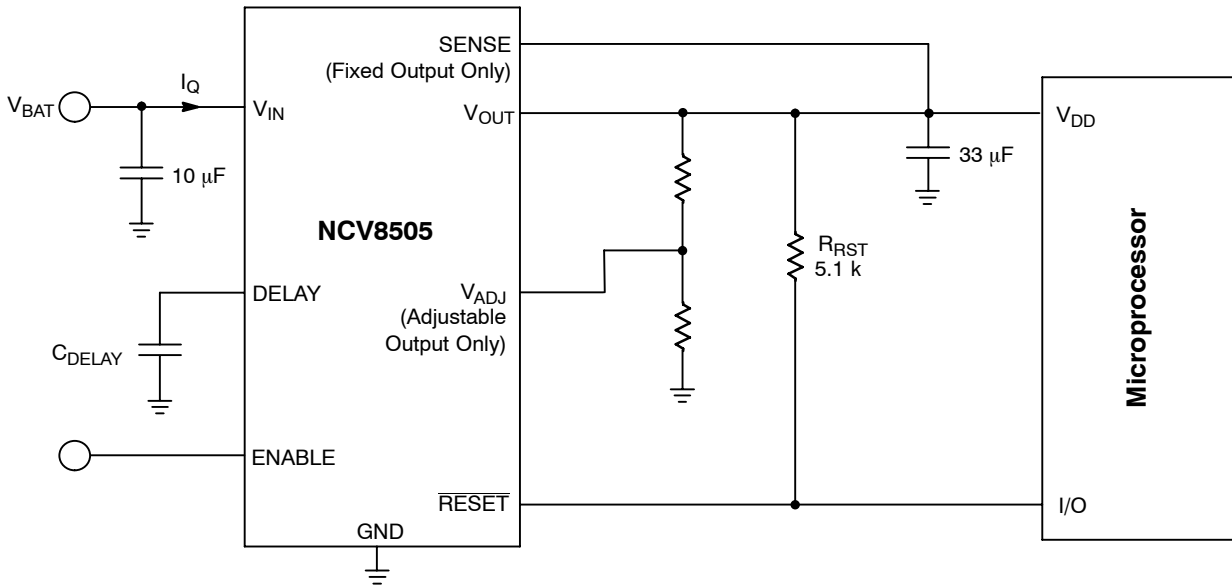 SENSE
(Fixed Output Only)
V_BAT
I_Q
V_IN
V_OUT
V_DD
10 μF
33 μF
NCV8505
R_RST
5.1 k
DELAY
V_ADJ
(Adjustable
Output Only)
C_DELAY
Microprocessor
ENABLE
R̅E̅S̅E̅T̅
I/O
GND